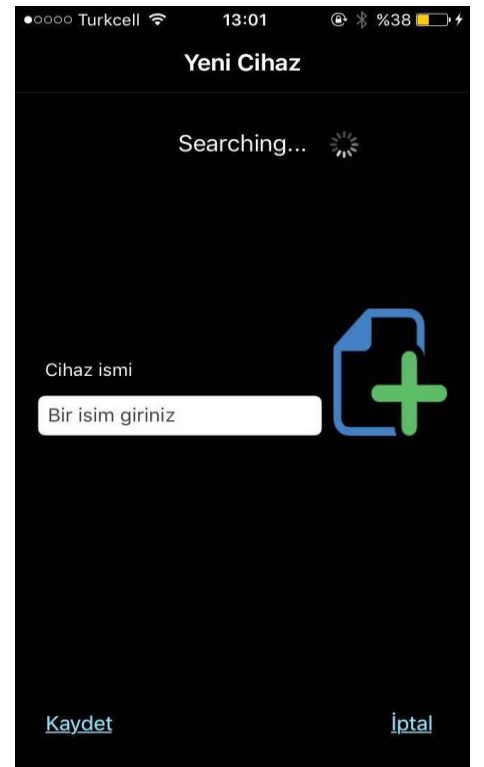 ●○○○○ Turkcell 13:01 %38
Yeni Cihaz
Searching...
Cihaz ismi
Bir isim giriniz
Kaydet İptal